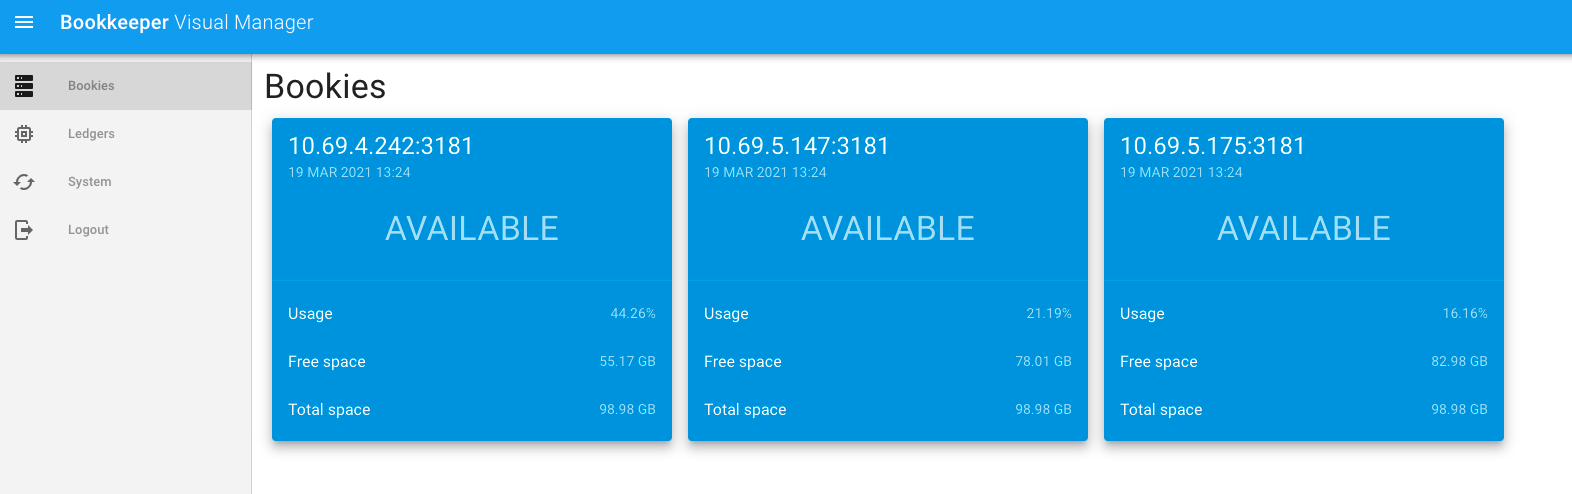 Bookkeeper Visual Manager
Bookies
Ledgers
System
Logout
Bookies
10.69.4.242:3181
19 MAR 2021 13:24
AVAILABLE
Usage 44.26%
Free space 55.17 GB
Total space 98.98 GB
10.69.5.147:3181
19 MAR 2021 13:24
AVAILABLE
Usage 21.19%
Free space 78.01 GB
Total space 98.98 GB
10.69.5.175:3181
19 MAR 2021 13:24
AVAILABLE
Usage 16.16%
Free space 82.98 GB
Total space 98.98 GB